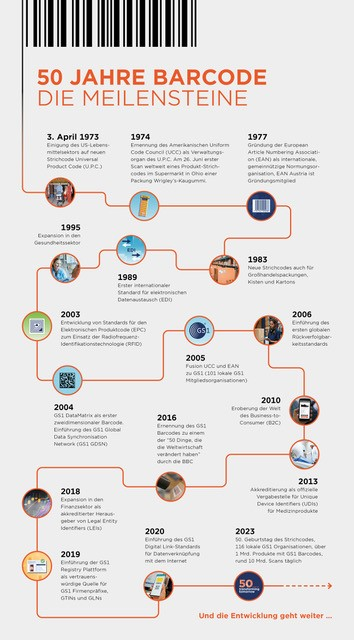 50 JAHRE BARCODE
DIE MEILENSTEINE
3. April 1973
Einigung des US-Lebens-
mittelsektors auf neuen
Strichcode Universal
Product Code (U.P.C.)
1974
Ernennung des Amerikanischen Uniform
Code Council (UCC) als Verwaltungs-
organ des U.P.C. Am 26. Juni erster
Scan weltweit eines Produkt-Strich-
codes im Supermarkt in Ohio einer
Packung Wrigley's-Kaugummi.
1977
Gründung der European
Article Numbering Associati-
on (EAN) als internationale,
gemeinnützige Normungsor-
ganisation, EAN Austria ist
Gründungsmitglied
1995
Expansion in den
Gesundheitssektor
EDI
1989
Erster internationaler
Standard für elektronischen
Datenaustausch (EDI)
1983
Neue Strichcodes auch für
Großhandelspackungen,
Kisten und Kartons
2003
Entwicklung von Standards für den
Elektronischen Produktcode (EPC)
zum Einsatz der Radiofrequenz-
Identifikationstechnologie (RFID)
GS1
2006
Einführung des
ersten globalen
Rückverfolgbar-
keitsstandards
2005
Fusion UCC und EAN
zu GS1 (101 lokale GS1
Mitgliedsorganisationen)
2004
GS1 DataMatrix als erster
zweidimensionaler Barcode.
Einführung des GS1 Global
Data Synchronisation
Network (GS1 GDSN)
2016
Ernennung des GS1
Barcodes zu einem
der "50 Dinge, die
die Weltwirtschaft
verändert haben"
durch die BBC
2010
Eroberung der Welt
des Business-to-
Consumer (B2C)
2013
Akkreditierung als offizielle
Vergabestelle für Unique
Device Identifiers (UDIs)
für Medizinprodukte
2018
Expansion in den
Finanzsektor als
akkreditierter Heraus-
geber von Legal Entity
Identifiers (LEIs)
2019
Einführung der GS1
Registry Plattform
als vertrauens-
würdige Quelle für
GS1 Firmenpräfixe,
GTINs und GLNs
2020
Einführung des GS1
Digital Link-Standards
für Datenverknüpfung
mit dem Internet
2023
50. Geburtstag des Strichcodes,
116 lokale GS1 Organisationen, über
1 Mrd. Produkte mit GS1 Barcodes,
rund 10 Mrd. Scans täglich
50
Und die Entwicklung geht weiter ...